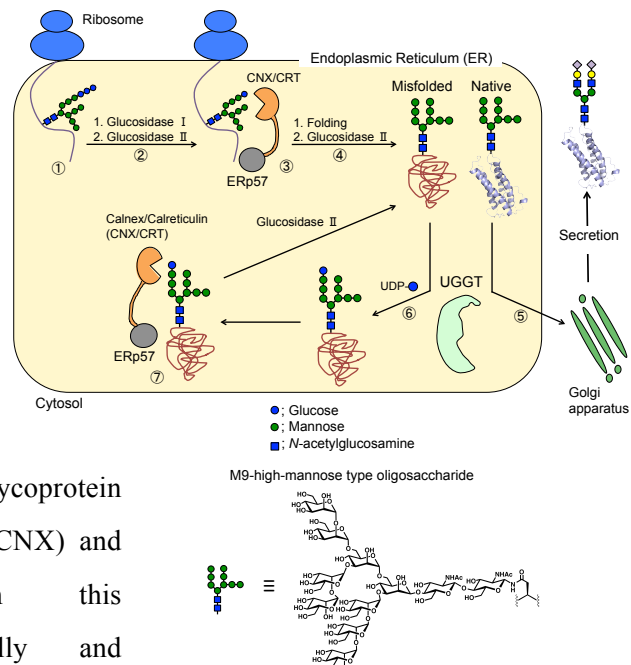 Ribosome
Endoplasmic Reticulum (ER)
CNX/CRT
Misfolded
Native
1. Glucosidase Ⅰ
2. Glucosidase Ⅱ
1. Folding
2. Glucosidase Ⅱ
①
②
③
④
ERp57
Calnex/Calreticulin
(CNX/CRT)
Glucosidase Ⅱ
Secretion
UDP-
UGGT
⑥
⑤
ERp57
⑦
Golgi
apparatus
Cytosol
; Glucose
; Mannose
; N-acetylglucosamine
M9-high-mannose type oligosaccharide
ycoprotein
CNX) and
this
lly and
≡